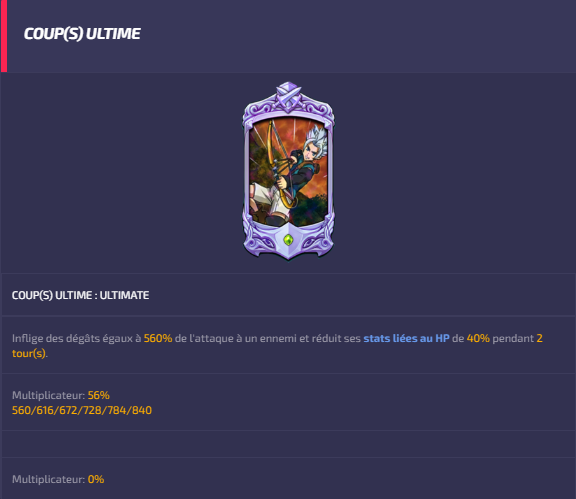 COUP(S) ULTIME
COUP(S) ULTIME : ULTIMATE
Inflige des dégâts égaux à 560% de l'attaque à un ennemi et réduit ses stats liées au HP de 40% pendant 2
tour(s).
Multiplicateur: 56%
560/616/672/728/784/840
Multiplicateur: 0%